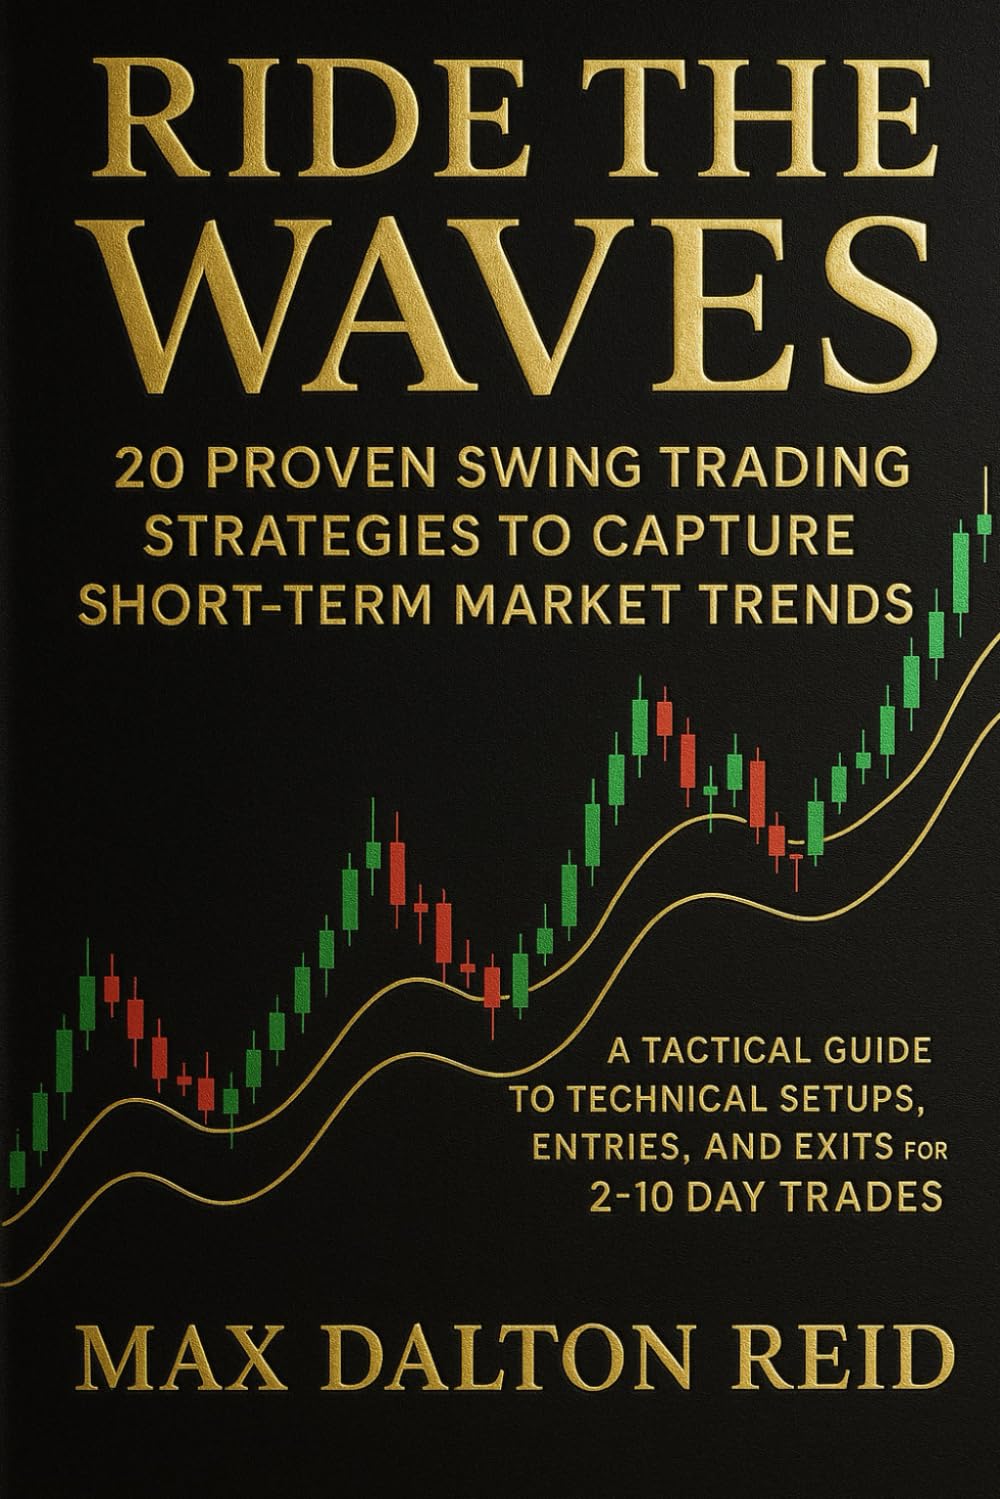 RIDE THE
WAVES
20 PROVEN SWING TRADING
STRATEGIES TO CAPTURE
SHORT-TERM MARKET TRENDS
A TACTICAL GUIDE
TO TECHNICAL SETUPS,
ENTRIES, AND EXITS FOR
2-10 DAY TRADES
MAX DALTON REID